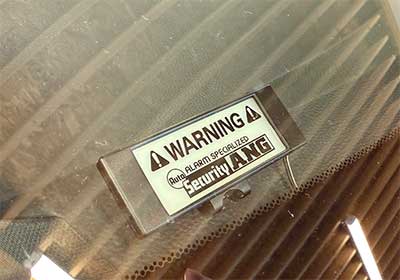 WARNING
Auto ALARM SPECIALIZED
Security ANG